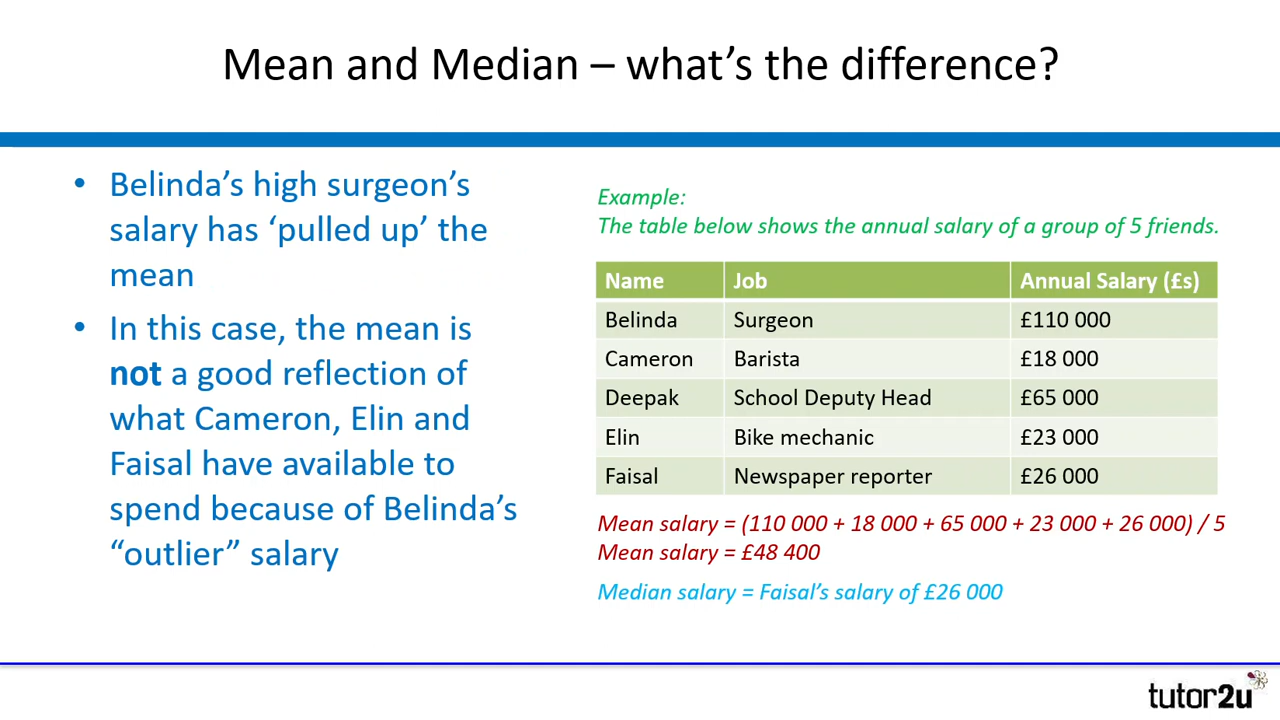 Mean and Median – what’s the difference?
• Belinda’s high surgeon’s
salary has ‘pulled up’ the
mean
• In this case, the mean is
not a good reflection of
what Cameron, Elin and
Faisal have available to
spend because of Belinda’s
“outlier” salary
Example:
The table below shows the annual salary of a group of 5 friends.
Name Job Annual Salary (£s)
Belinda Surgeon £110 000
Cameron Barista £18 000
Deepak School Deputy Head £65 000
Elin Bike mechanic £23 000
Faisal Newspaper reporter £26 000
Mean salary = (110 000 + 18 000 + 65 000 + 23 000 + 26 000) / 5
Mean salary = £48 400
Median salary = Faisal’s salary of £26 000
tutor2u